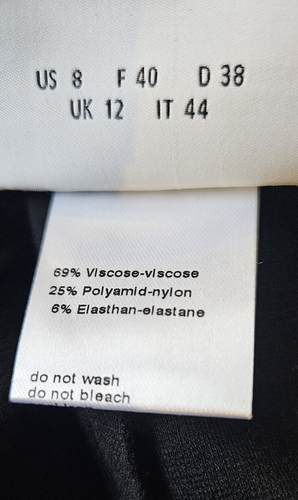 US 8 F 40 D 38
UK 12 IT 44
69% Viscose-viscose
25% Polyamid-nylon
6% Elasthan-elastane
do not wash
do not bleach